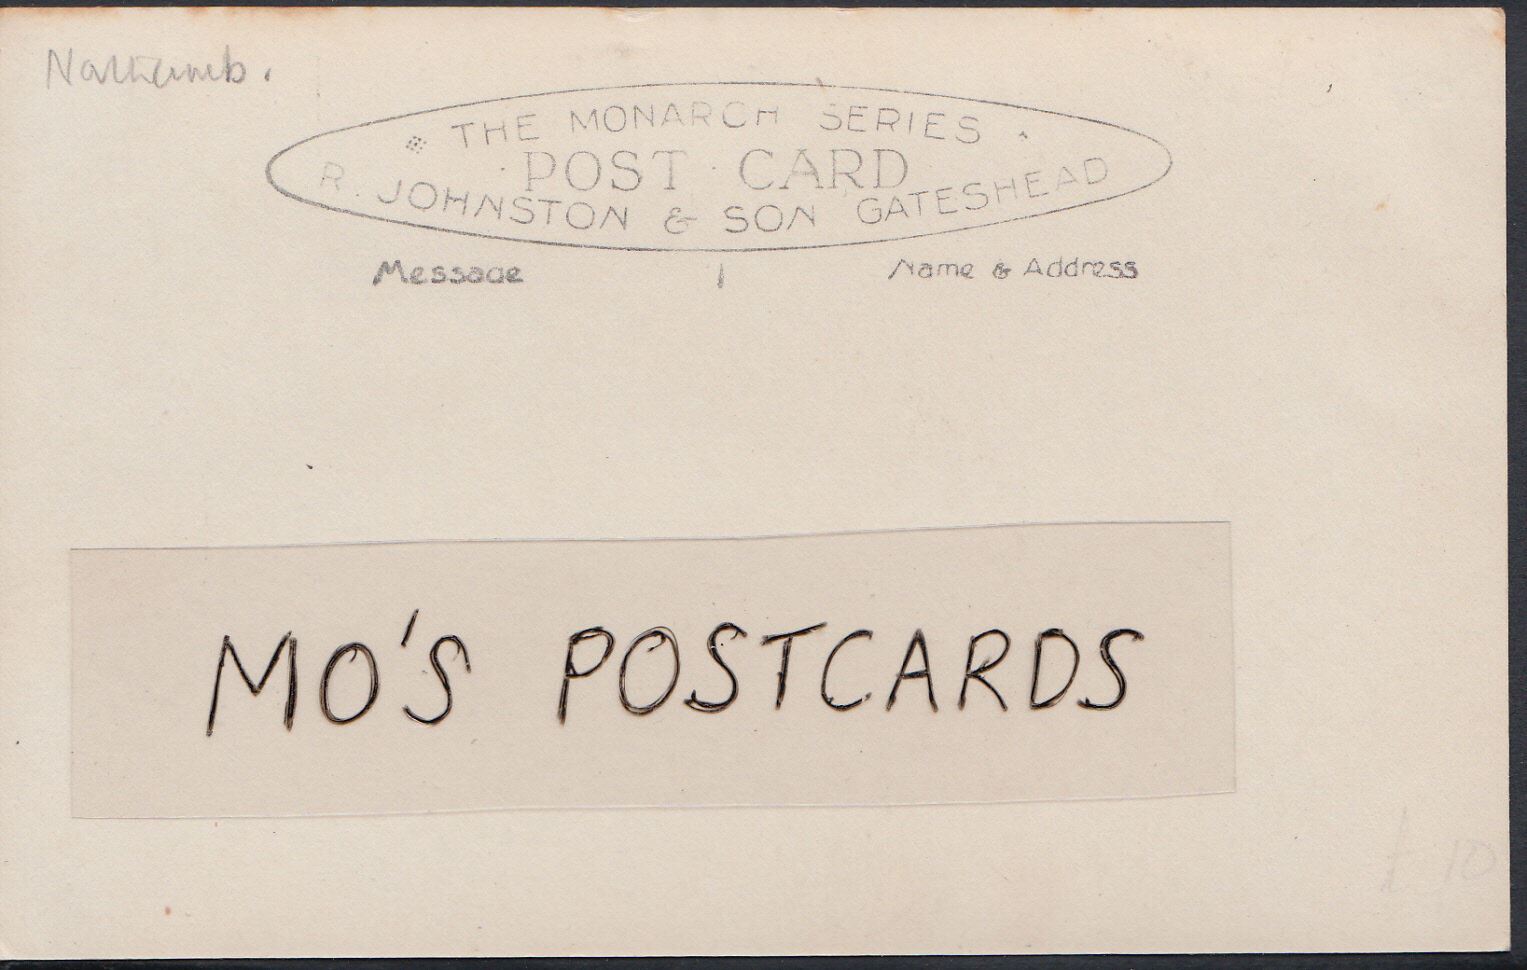 Northumb.
THE MONARCH SERIES
POST CARD
R. JOHNSTON & SON GATESHEAD
Message
Name & Address
MO'S POSTCARDS